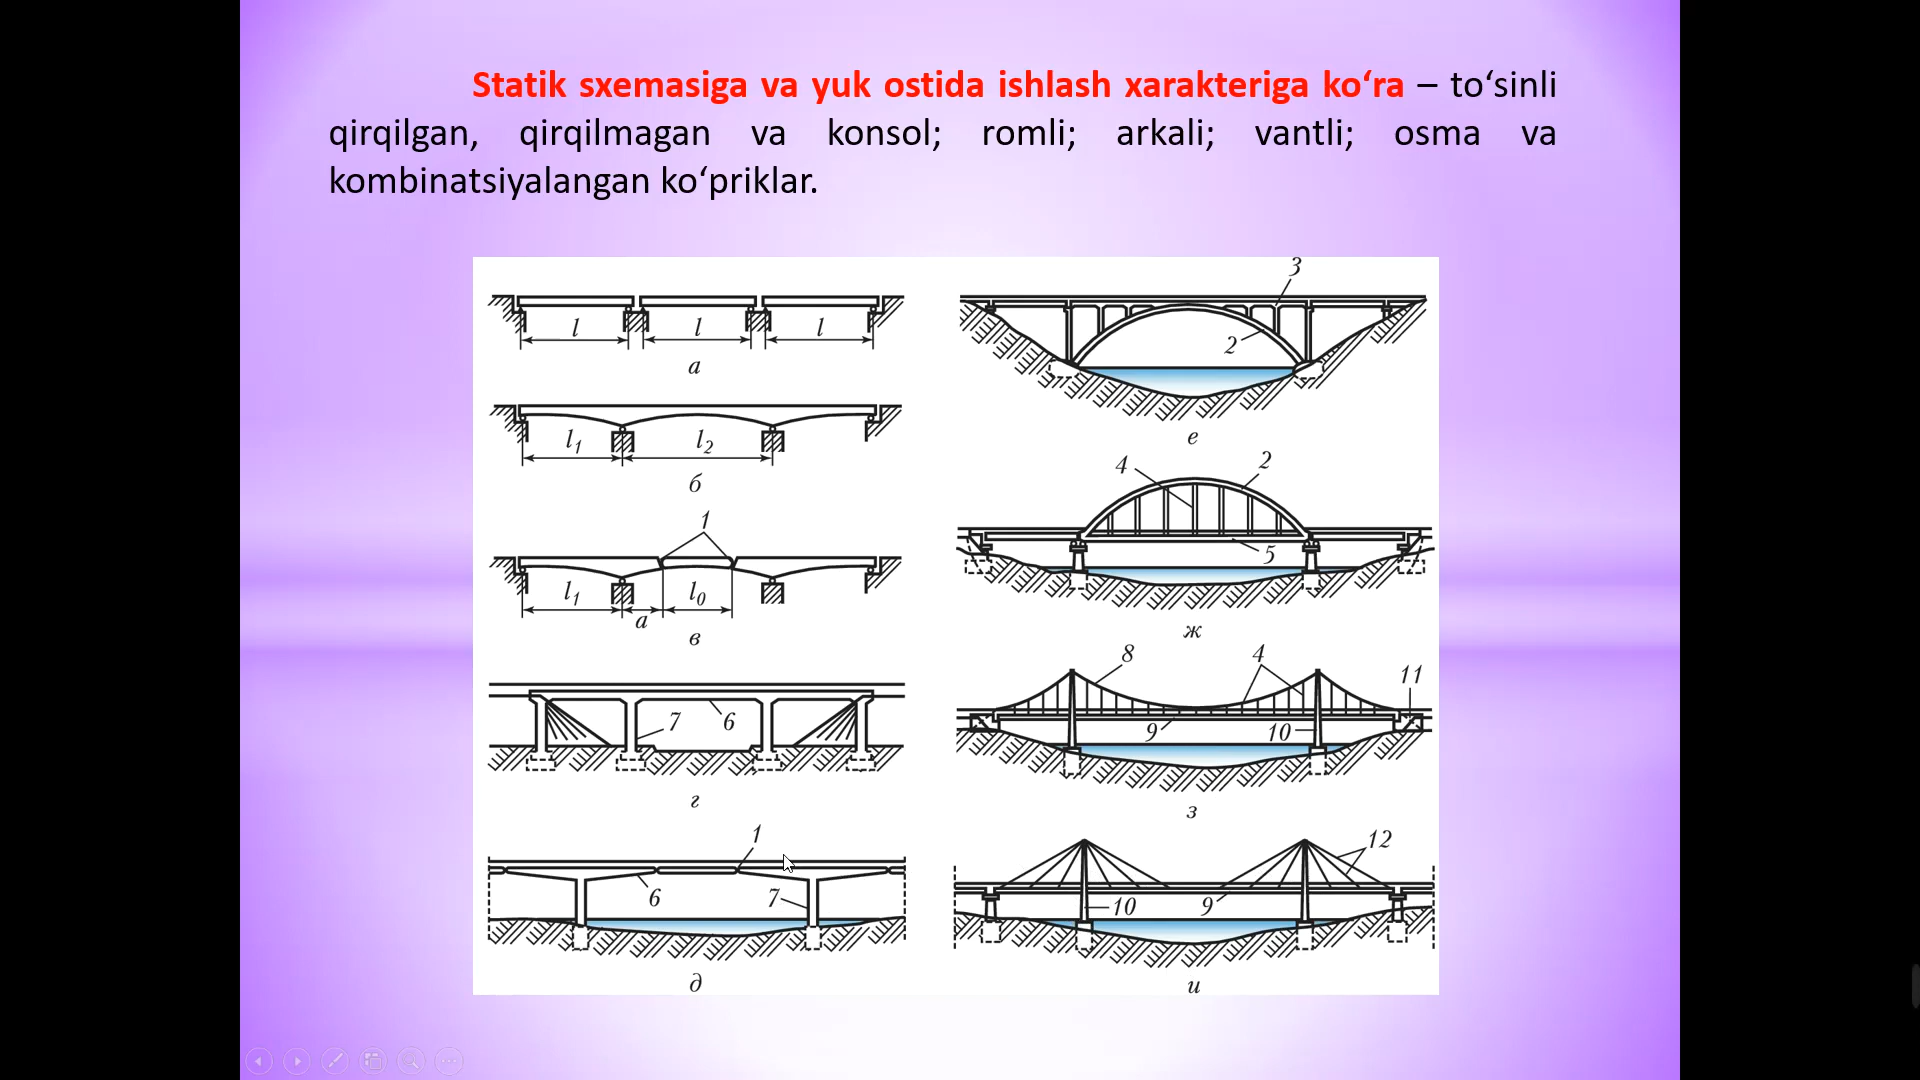 Statik sxemasiga va yuk ostida ishlash xarakteriga ko‘ra – to‘sinli
qirqilgan, qirqilmagan va konsol; romli; arkali; vantli; osma va
kombinatsiyalangan ko‘priklar.
l l l
а
l1 l2
б
1
l1 a l0
в
7 6
г
1
6 7
д
3
2
е
4 2
5
ж
8 4 11
9 10
з
12
10 9
и